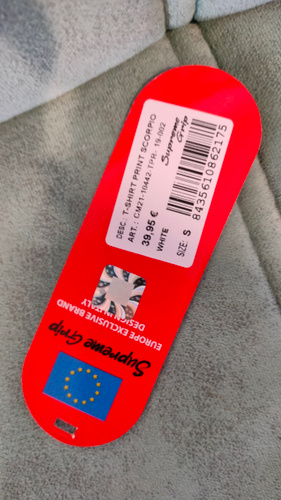 DESC. T-SHIRT PRINT SCORPIO
ART.: CM21-10442-TPR- 19-002
39,95 €
WHITE
SIZE: S
Supreme
Grip
8435610862175
Supreme Grip
EUROPE EXCLUSIVE BRAND
DESIGN IN ITALY